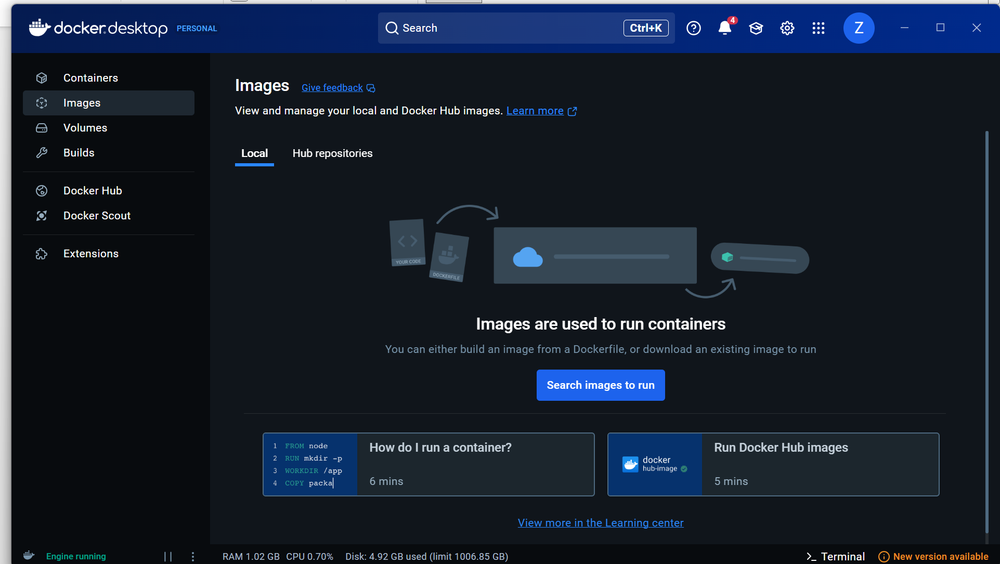 docker desktop PERSONAL
Search Ctrl+K
4
Z
Containers
Images
Volumes
Builds
Docker Hub
Docker Scout
Extensions
Images Give feedback
View and manage your local and Docker Hub images. Learn more
Local Hub repositories
YOUR CODE
DOCKERFILE
Images are used to run containers
You can either build an image from a Dockerfile, or download an existing image to run
Search images to run
1 FROM node
2 RUN mkdir -p
3 WORKDIR /app
4 COPY packa
How do I run a container?
6 mins
docker
hub-image
Run Docker Hub images
5 mins
View more in the Learning center
Engine running
RAM 1.02 GB CPU 0.70% Disk: 4.92 GB used (limit 1006.85 GB)
Terminal
New version available